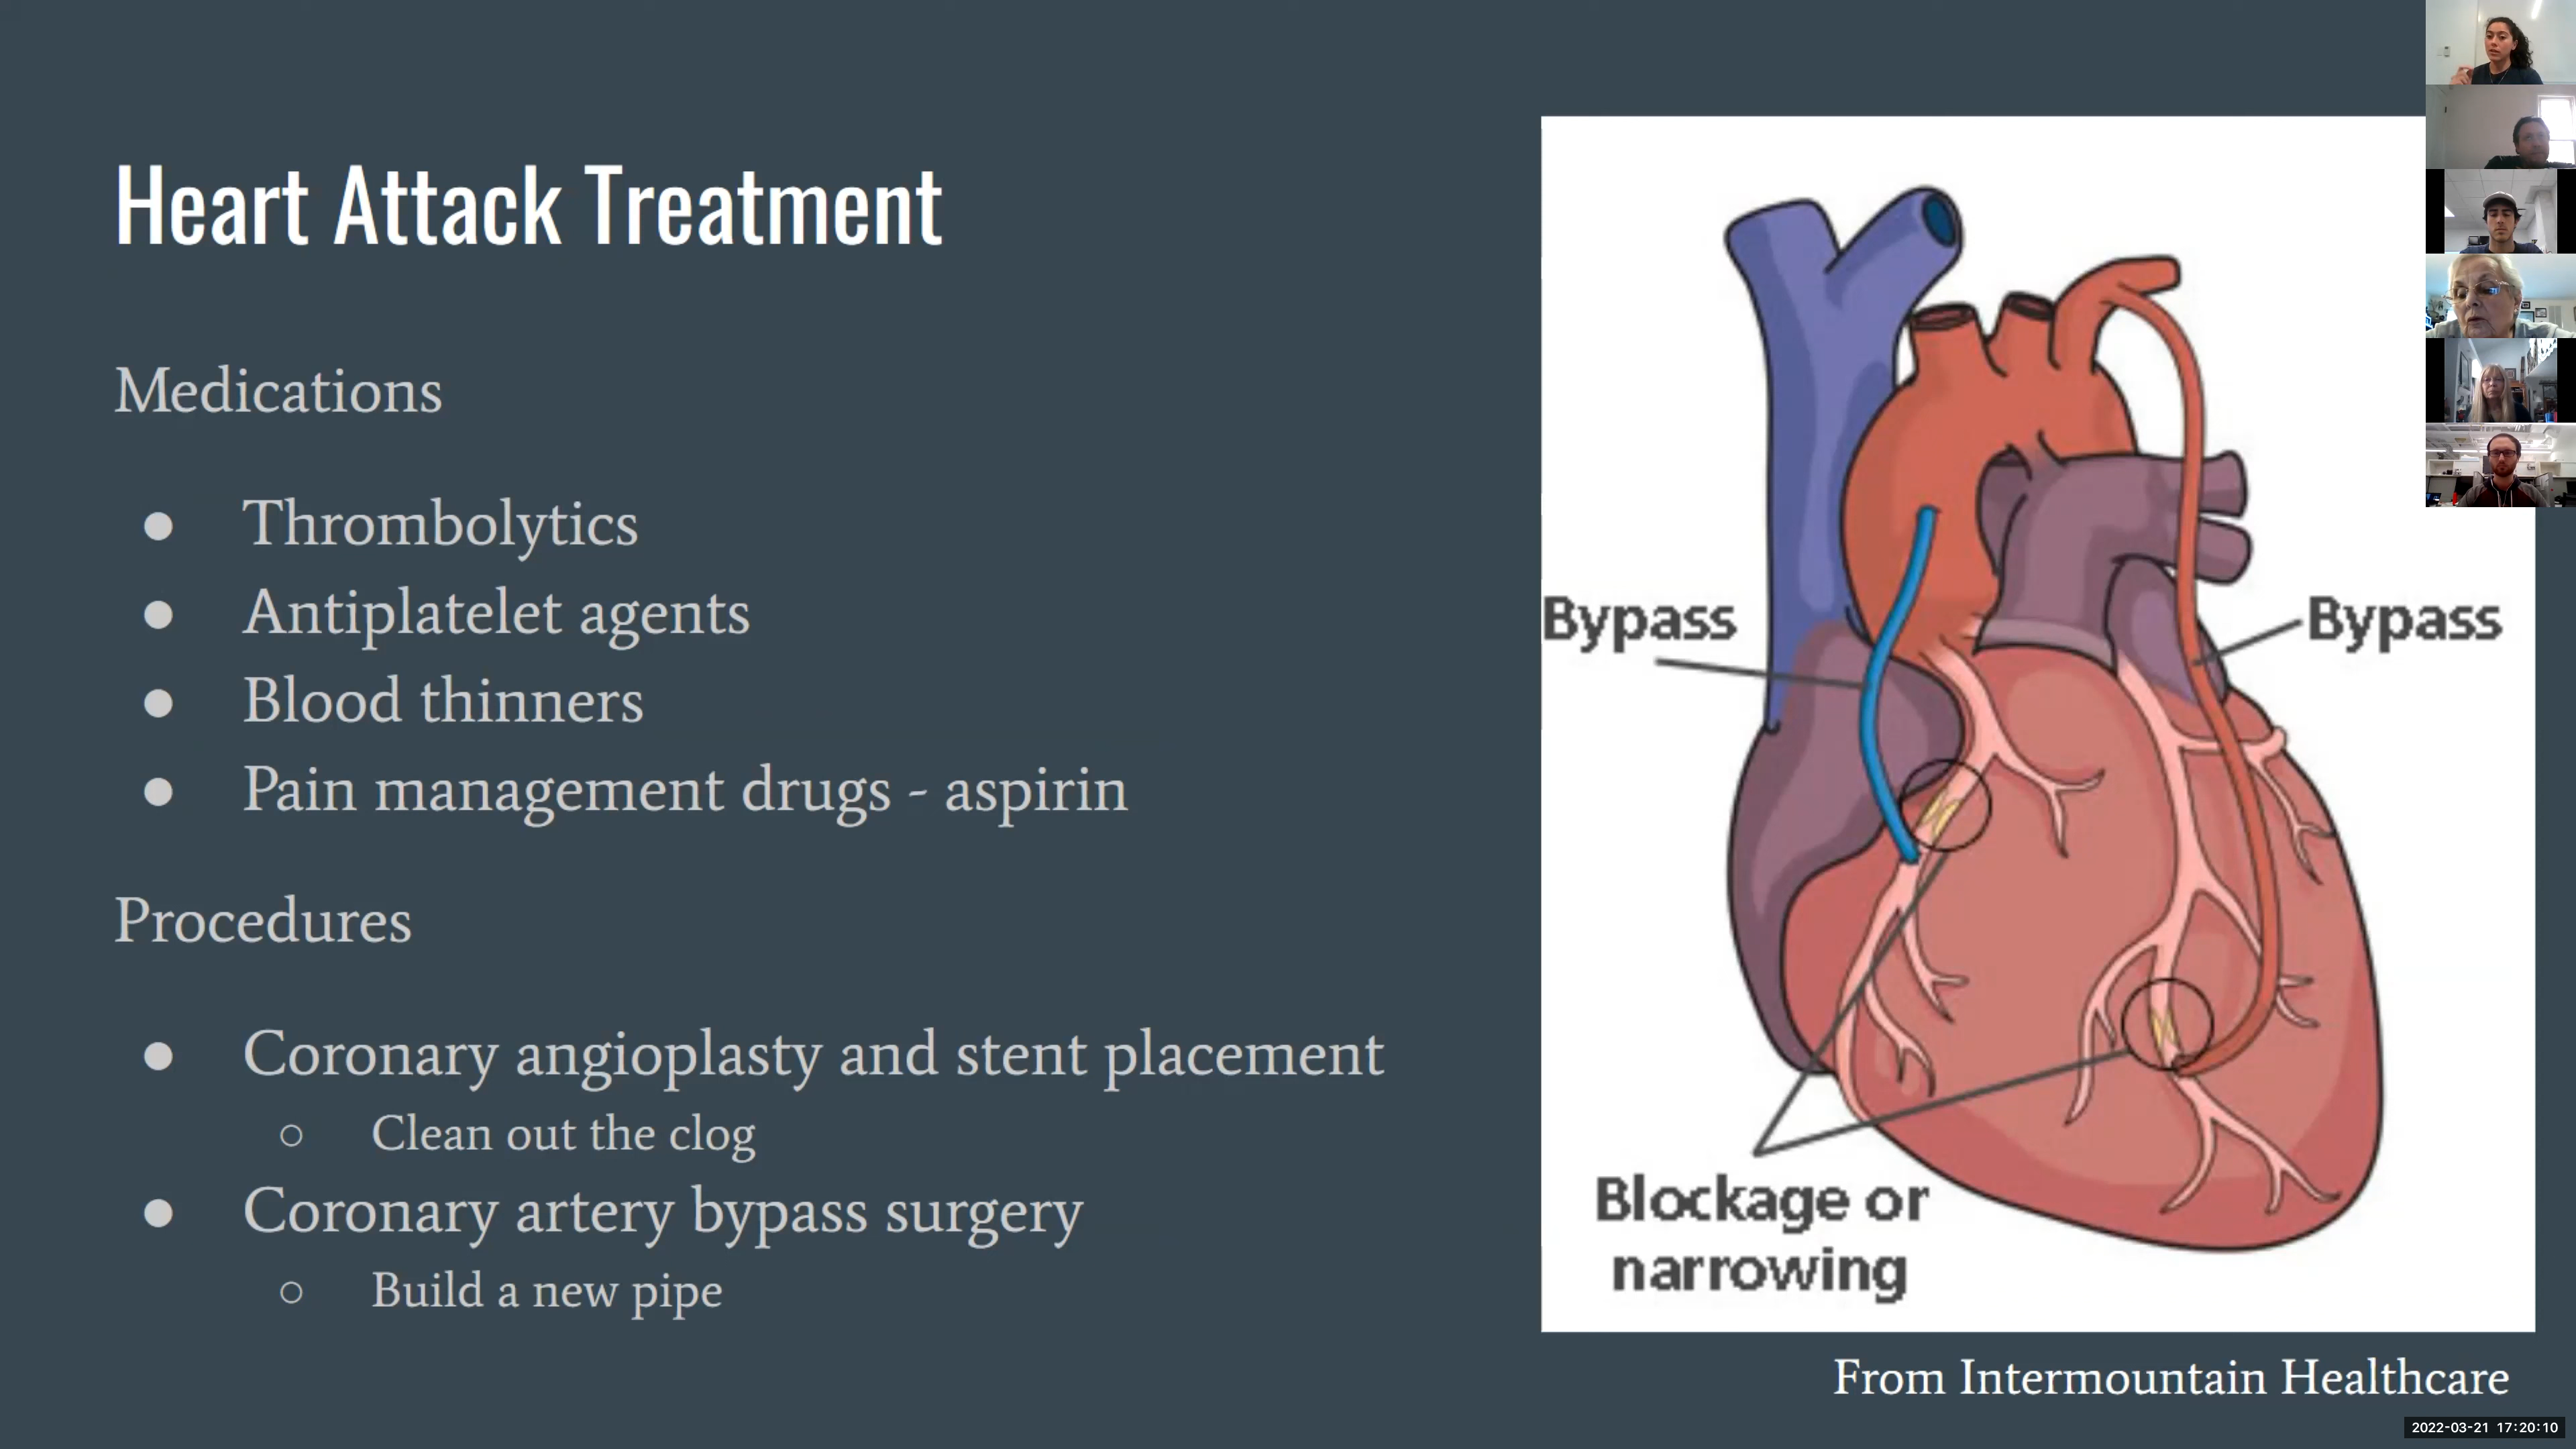 Heart Attack Treatment
Medications
● Thrombolytics
● Antiplatelet agents
● Blood thinners
● Pain management drugs - aspirin
Procedures
● Coronary angioplasty and stent placement
○ Clean out the clog
● Coronary artery bypass surgery
○ Build a new pipe
Bypass
Bypass
Blockage or
narrowing
From Intermountain Healthcare
2022-03-21 17:20:10